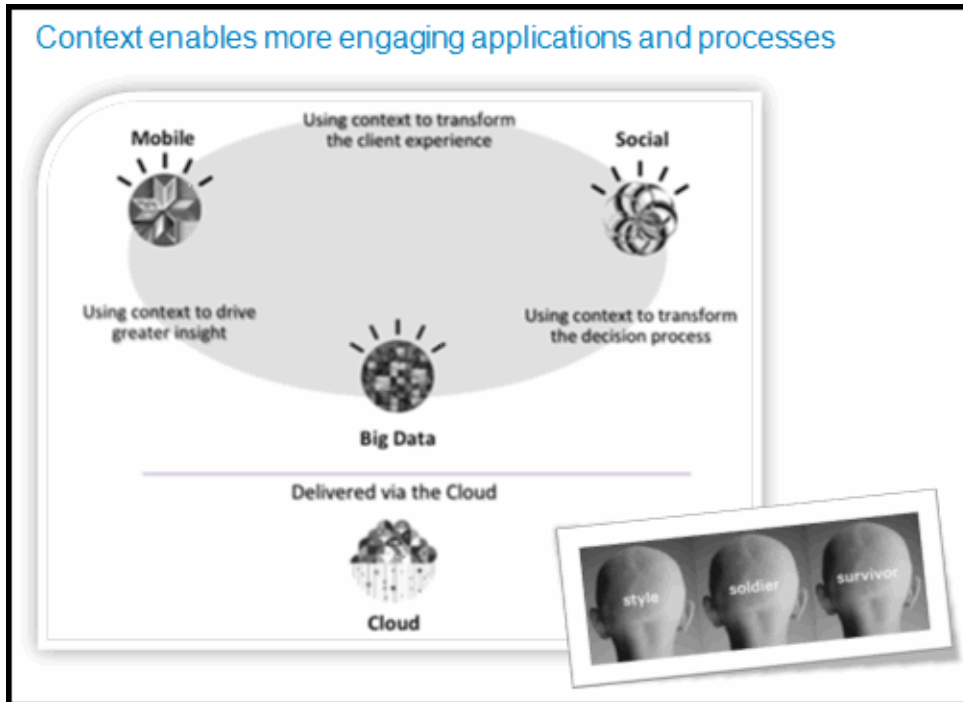 Context enables more engaging applications and processes
Using context to transform
the client experience
Mobile
Social
Using context to drive
greater insight
Using context to transform
the decision process
Big Data
Delivered via the Cloud
Cloud
style
soldier
survivor